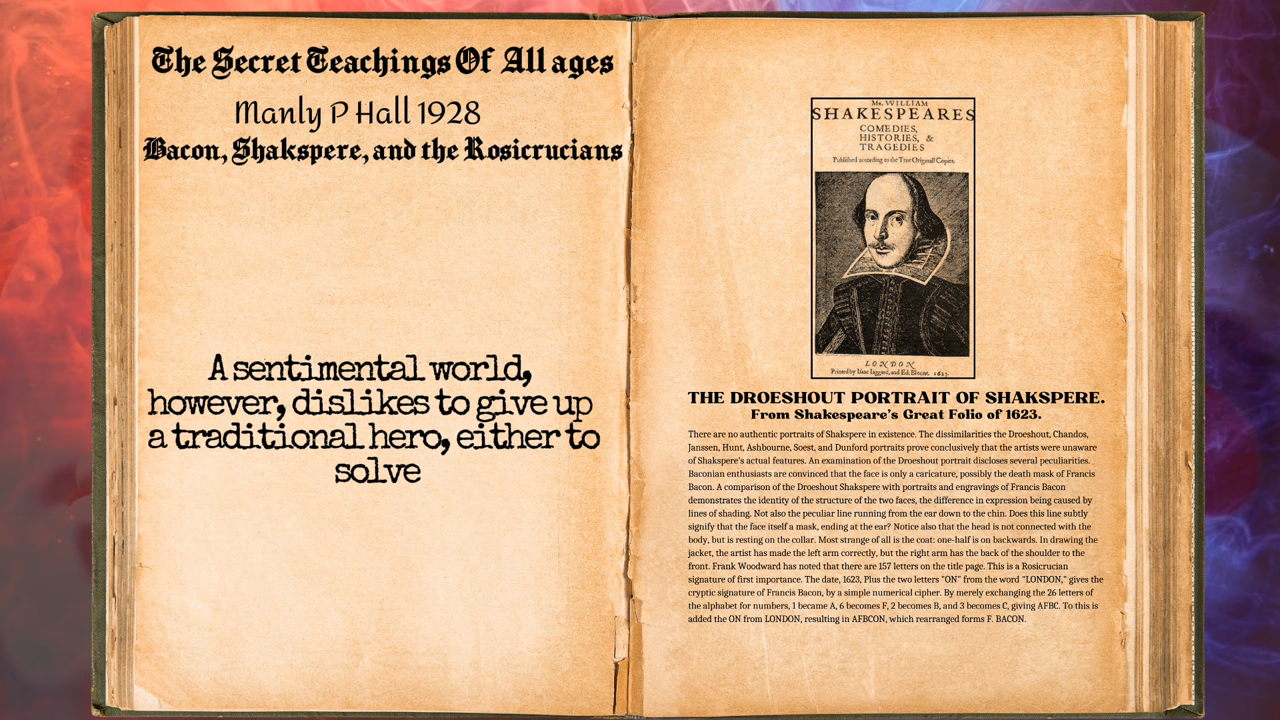 The Secret Teachings Of All ages
Manly P Hall 1928
Bacon, Shakspere, and the Rosicrucians
A sentimental world,
however, dislikes to give up
a traditional hero, either to
solve
Mr. WILLIAM
SHAKESPEARES
COMEDIES,
HISTORIES, &
TRAGEDIES
Published according to the True Originall Copies.
LONDON
Printed by Isaac Iaggard, and Ed. Blount. 1623
THE DROESHOUT PORTRAIT OF SHAKSPERE.
From Shakespeare's Great Folio of 1623.
There are no authentic portraits of Shakspere in existence. The dissimilarities the Droeshout, Chandos,
Janssen, Hunt, Ashbourne, Soest, and Dunford portraits prove conclusively that the artists were unaware
of Shakspere's actual features. An examination of the Droeshout portrait discloses several peculiarities.
Baconian enthusiasts are convinced that the face is only a caricature, possibly the death mask of Francis
Bacon. A comparison of the Droeshout Shakspere with portraits and engravings of Francis Bacon
demonstrates the identity of the structure of the two faces, the difference in expression being caused by
lines of shading. Not also the peculiar line running from the ear down to the chin. Does this line subtly
signify that the face itself a mask, ending at the ear? Notice also that the head is not connected with the
body, but is resting on the collar. Most strange of all is the coat: one-half is on backwards. In drawing the
jacket, the artist has made the left arm correctly, but the right arm has the back of the shoulder to the
front. Frank Woodward has noted that there are 157 letters on the title page. This is a Rosicrucian
signature of first importance. The date, 1623, Plus the two letters "ON" from the word "LONDON," gives the
cryptic signature of Francis Bacon, by a simple numerical cipher. By merely exchanging the 26 letters of
the alphabet for numbers, 1 became A, 6 becomes F, 2 becomes B, and 3 becomes C, giving AFBC. To this is
added the ON from LONDON, resulting in AFBCON, which rearranged forms F. BACON.